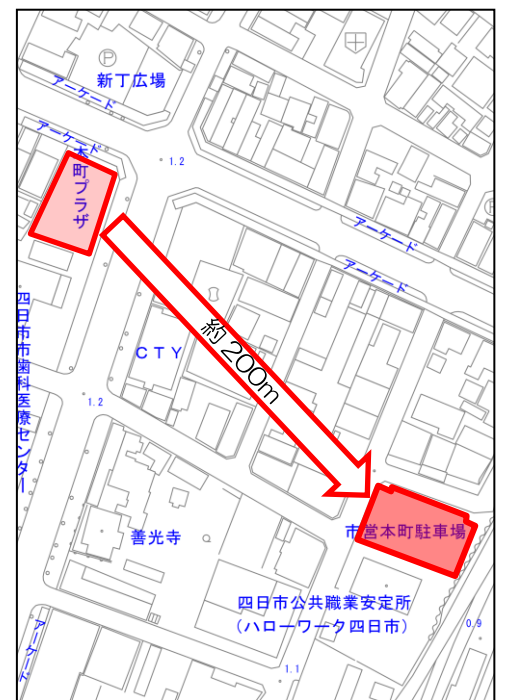 新丁広場
Ⓟ
アーケード
アーケード
本町プラザ
1.2
アーケード
アーケード
四日市市歯科医療センター
CTY
約200m
1.2
善光寺
市営本町駐車場
四日市公共職業安定所
(ハローワーク四日市)
0.9
アーケード
1.1